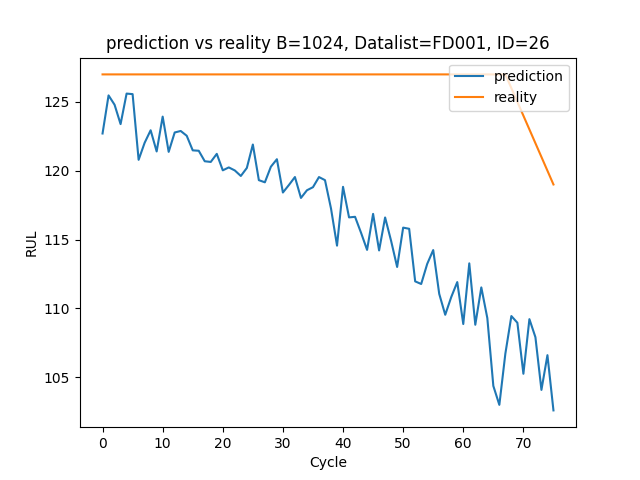 prediction vs reality B=1024, Datalist=FD001, ID=26
prediction
reality
125
120
115
110
105
RUL
0 10 20 30 40 50 60 70
Cycle